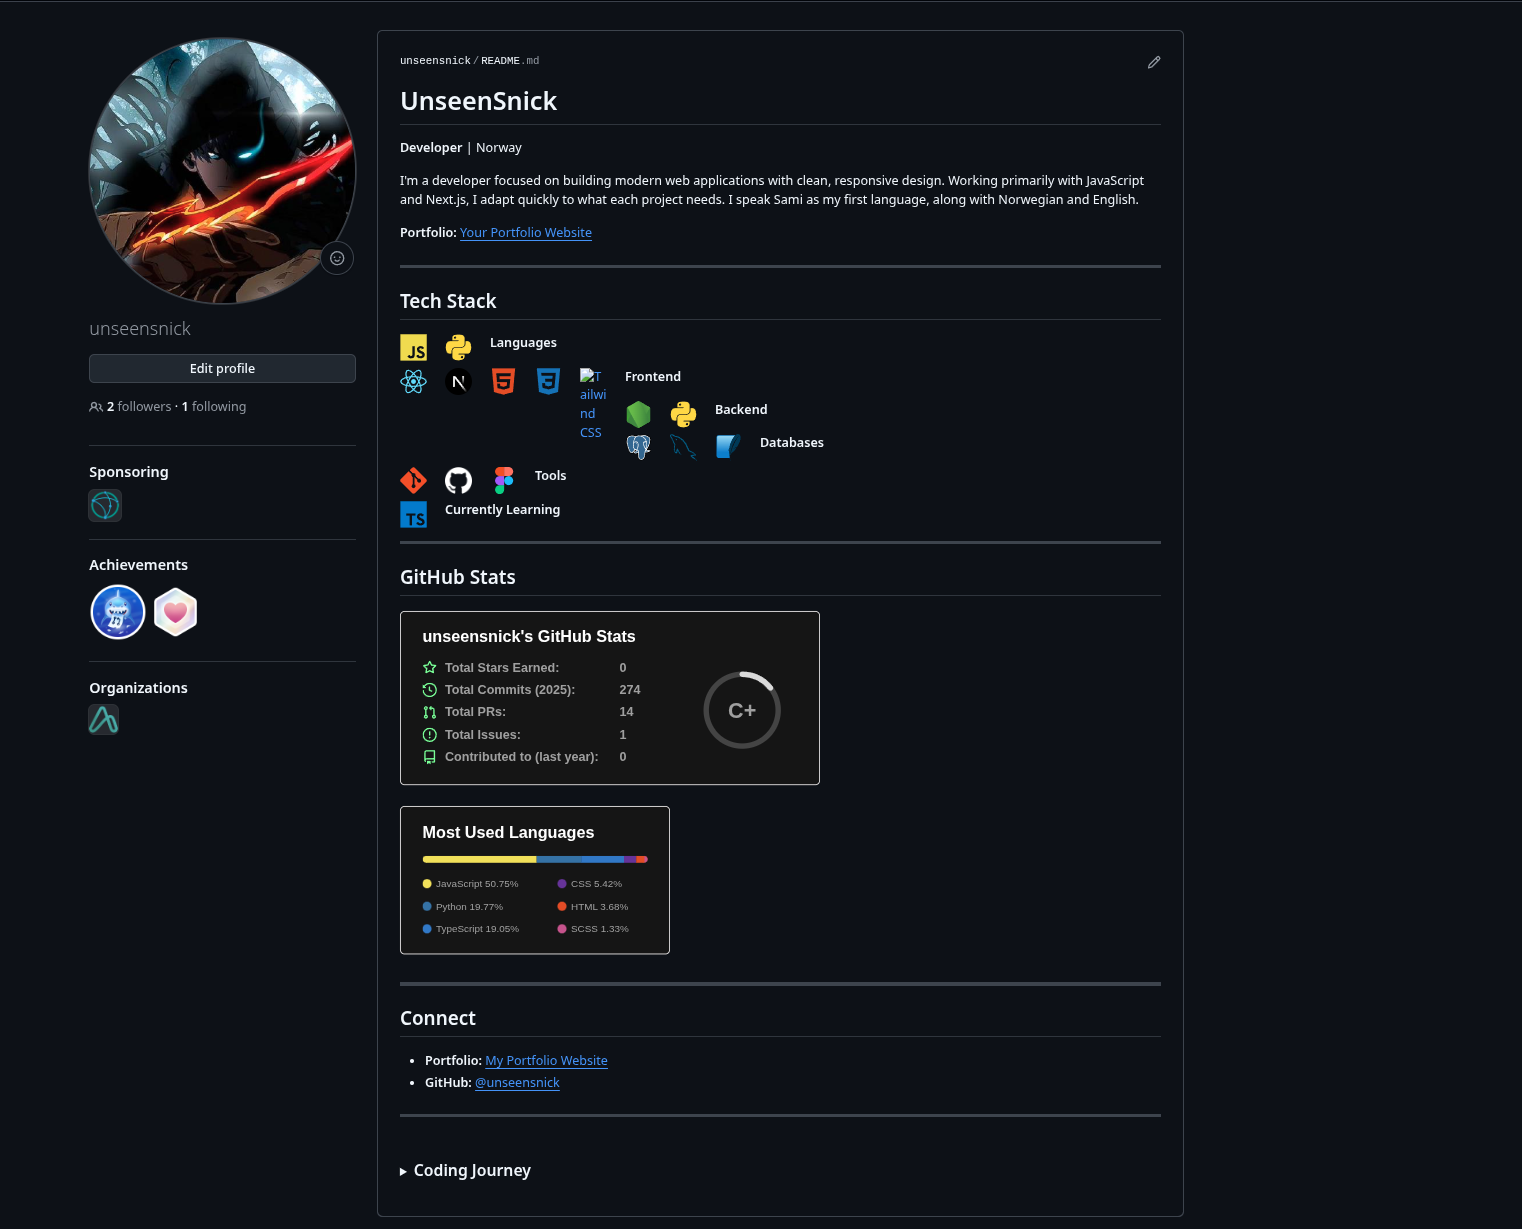 unseensnick
Edit profile
2 followers · 1 following
Sponsoring
Achievements
Organizations
unseensnick / README.md
UnseenSnick
Developer | Norway
I'm a developer focused on building modern web applications with clean, responsive design. Working primarily with JavaScript
and Next.js, I adapt quickly to what each project needs. I speak Sami as my first language, along with Norwegian and English.
Portfolio: Your Portfolio Website
Tech Stack
JS Languages
N 5 3 T
ailwi
nd
CSS
Frontend
Backend
Databases
Tools
TS Currently Learning
GitHub Stats
unseensnick's GitHub Stats
Total Stars Earned: 0
Total Commits (2025): 274
Total PRs: 14
Total Issues: 1
Contributed to (last year): 0
C+
Most Used Languages
JavaScript 50.75% CSS 5.42%
Python 19.77% HTML 3.68%
TypeScript 19.05% SCSS 1.33%
Connect
Portfolio: My Portfolio Website
GitHub: @unseensnick
Coding Journey